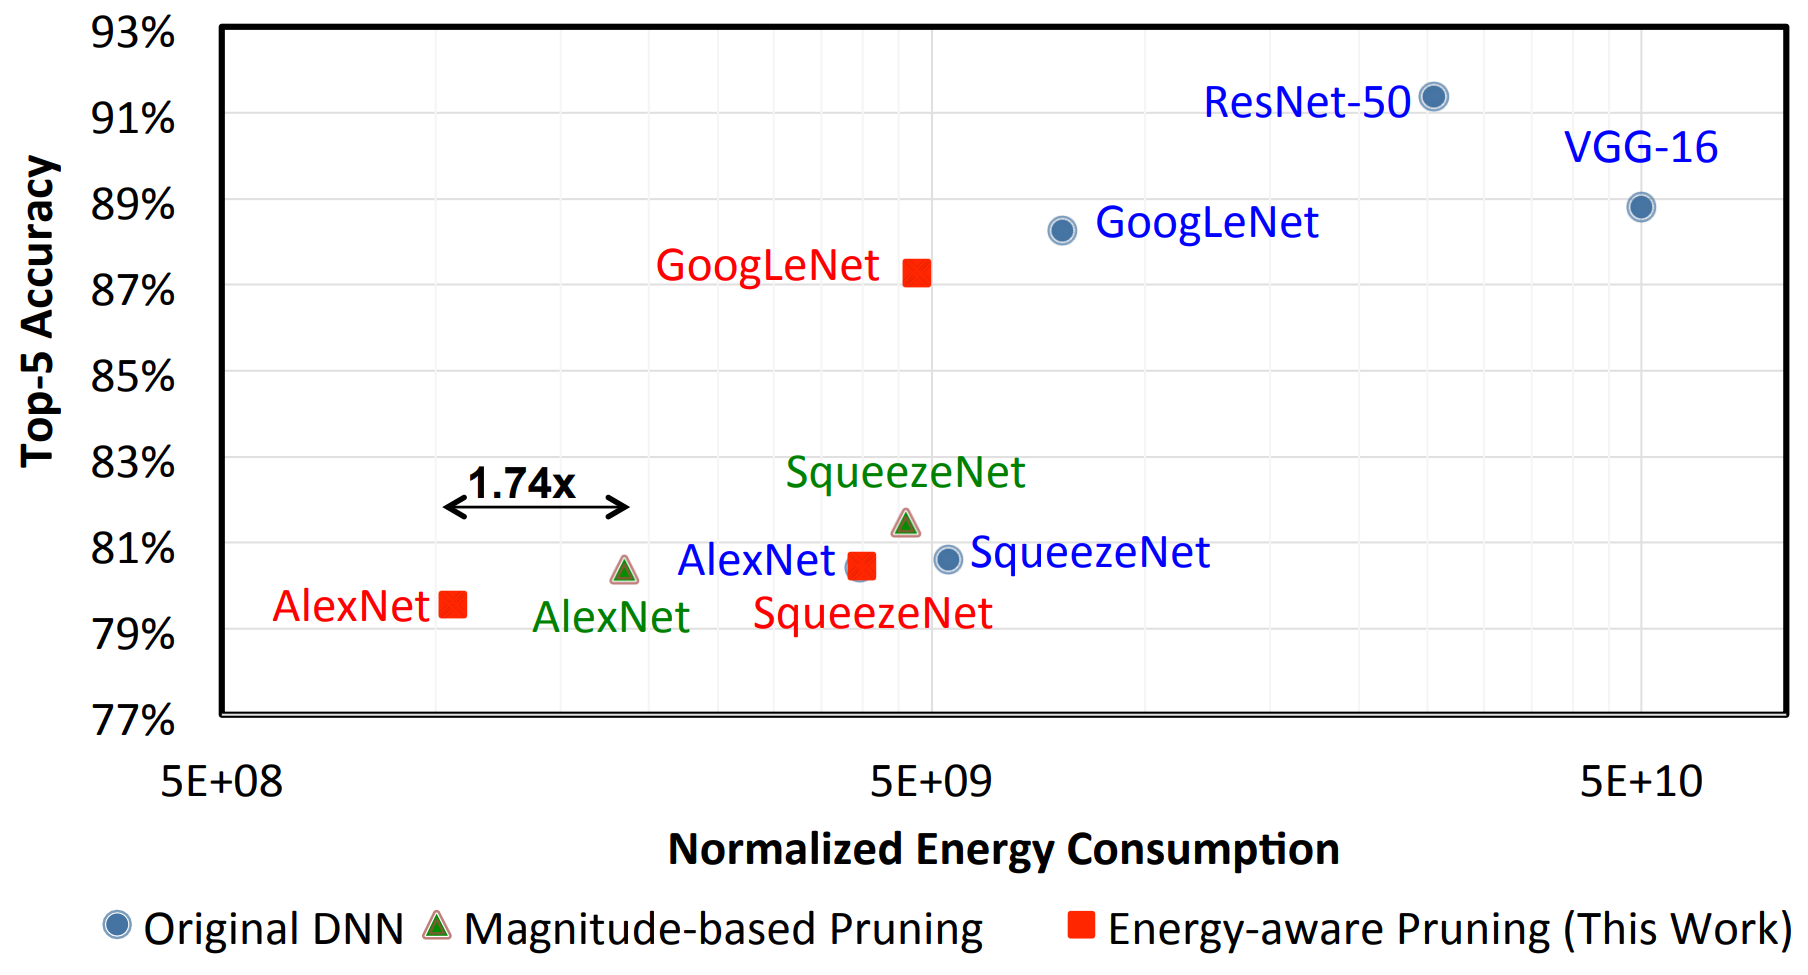 93%
91%
89%
87%
85%
83%
81%
79%
77%
Top-5 Accuracy
ResNet-50
VGG-16
GoogLeNet
GoogLeNet
SqueezeNet
1.74x
AlexNet
SqueezeNet
AlexNet
AlexNet
SqueezeNet
5E+08
5E+09
5E+10
Normalized Energy Consumption
Original DNN
Magnitude-based Pruning
Energy-aware Pruning (This Work)